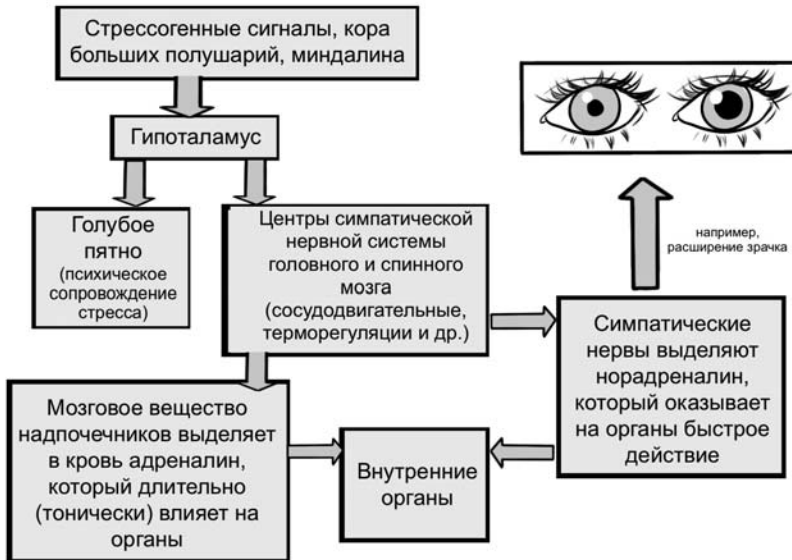 Стрессогенные сигналы, кора
больших полушарий, миндалина
Гипоталамус
Голубое
пятно
(психическое
сопровождение
стресса)
Центры симпатической
нервной системы
головного и спинного
мозга
(сосудодвигательные,
терморегуляции и др.)
например,
расширение зрачка
Симпатические
нервы выделяют
норадреналин,
который оказывает
на органы быстрое
действие
Мозговое вещество
надпочечников выделяет
в кровь адреналин,
который длительно
(тонически) влияет на
органы
Внутренние
органы